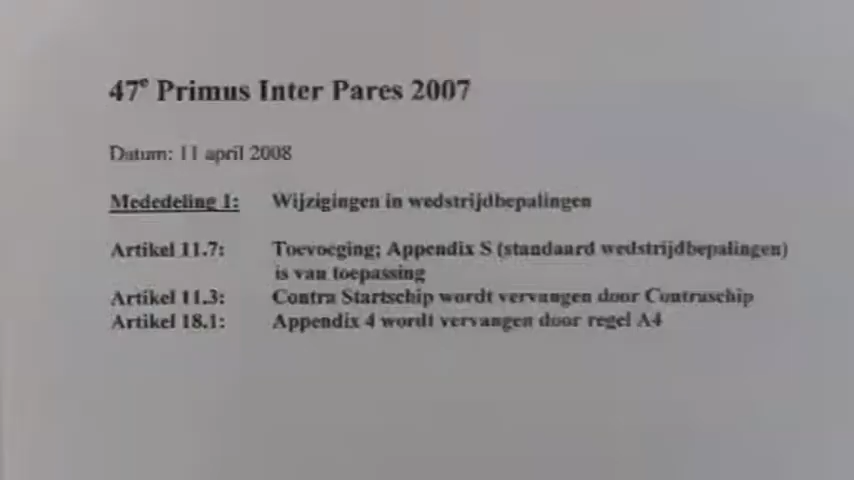 47e Primus Inter Pares 2007
Datum: 11 april 2008
Mededeling 1: Wijzigingen in wedstrijdbepalingen
Artikel 11.7: Toevoeging; Appendix S (standaard wedstrijdbepalingen)
is van toepassing
Artikel 11.3: Contra Startschip wordt vervangen door Contraschip
Artikel 18.1: Appendix 4 wordt vervangen door regel A4